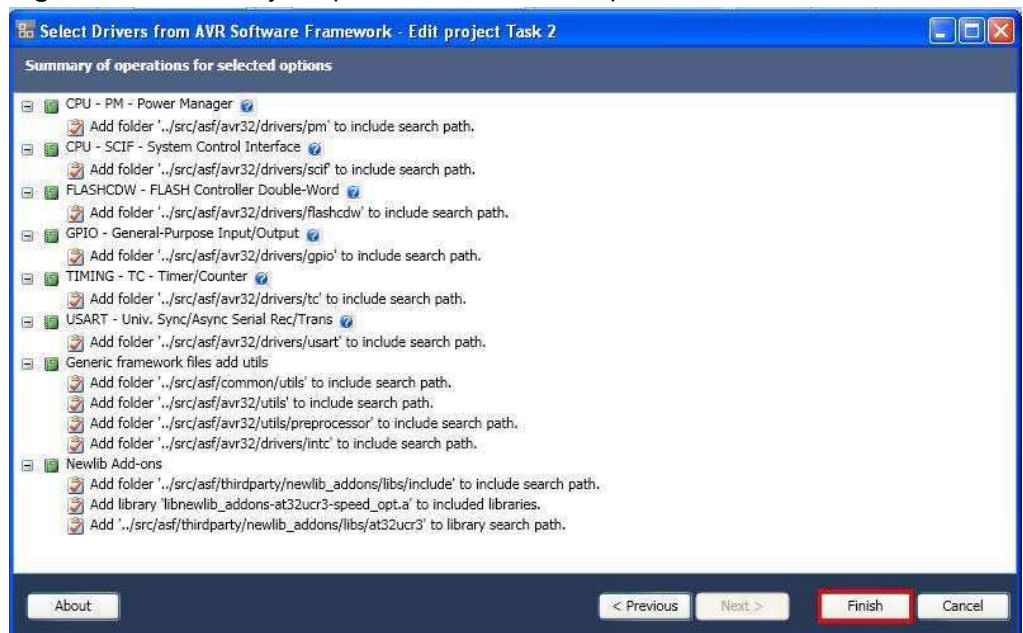 Select Drivers from AVR Software Framework - Edit project Task 2
Summary of operations for selected options
CPU - PM - Power Manager
Add folder '../src/asf/avr32/drivers/pm' to include search path.
CPU - SCIF - System Control Interface
Add folder '../src/asf/avr32/drivers/scif' to include search path.
FLASHCDW - FLASH Controller Double-Word
Add folder '../src/asf/avr32/drivers/flashcdw' to include search path.
GPIO - General-Purpose Input/Output
Add folder '../src/asf/avr32/drivers/gpio' to include search path.
TIMING - TC - Timer/Counter
Add folder '../src/asf/avr32/drivers/tc' to include search path.
USART - Univ. Sync/Async Serial Rec/Trans
Add folder '../src/asf/avr32/drivers/usart' to include search path.
Generic framework files add utils
Add folder '../src/asf/common/utils' to include search path.
Add folder '../src/asf/avr32/utils' to include search path.
Add folder '../src/asf/avr32/utils/preprocessor' to include search path.
Add folder '../src/asf/avr32/drivers/intc' to include search path.
Newlib Add-ons
Add folder '../src/asf/thirdparty/newlib_addons/libs/include' to include search path.
Add library 'libnewlib_addons-at32ucr3-speed_opt.a' to included libraries.
Add '../src/asf/thirdparty/newlib_addons/libs/at32ucr3' to library search path.
About < Previous Next > Finish Cancel